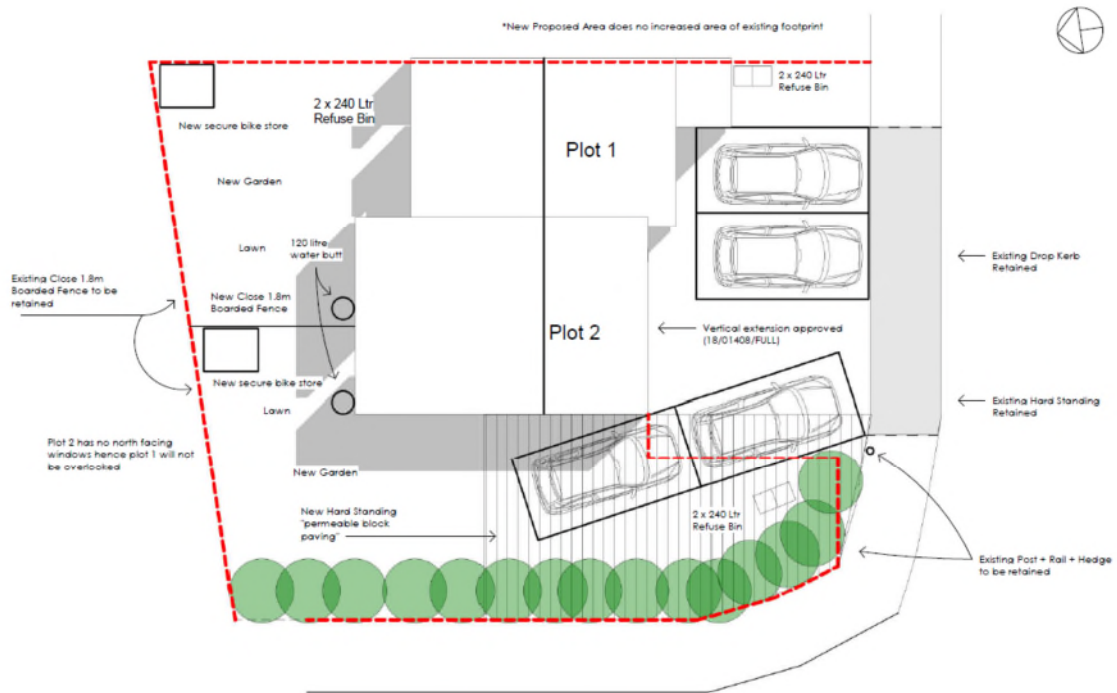 *New Proposed Area does no increased area of existing footprint
2 x 240 Ltr
Refuse Bin
2 x 240 Ltr
Refuse Bin
New secure bike store
Plot 1
New Garden
Lawn
120 litre
water butt
Existing Drop Kerb
Retained
Existing Close 1.8m
Boarded Fence to be
retained
New Close 1.8m
Boarded Fence
Plot 2
Vertical extension approved
(18/01408/FULL)
New secure bike store
Lawn
Existing Hard Standing
Retained
Plot 2 has no north facing
windows hence plot 1 will not
be overlooked
New Garden
New Hard Standing
"permeable block
paving"
2 x 240 Ltr
Refuse Bin
Existing Post + Rail + Hedge
to be retained